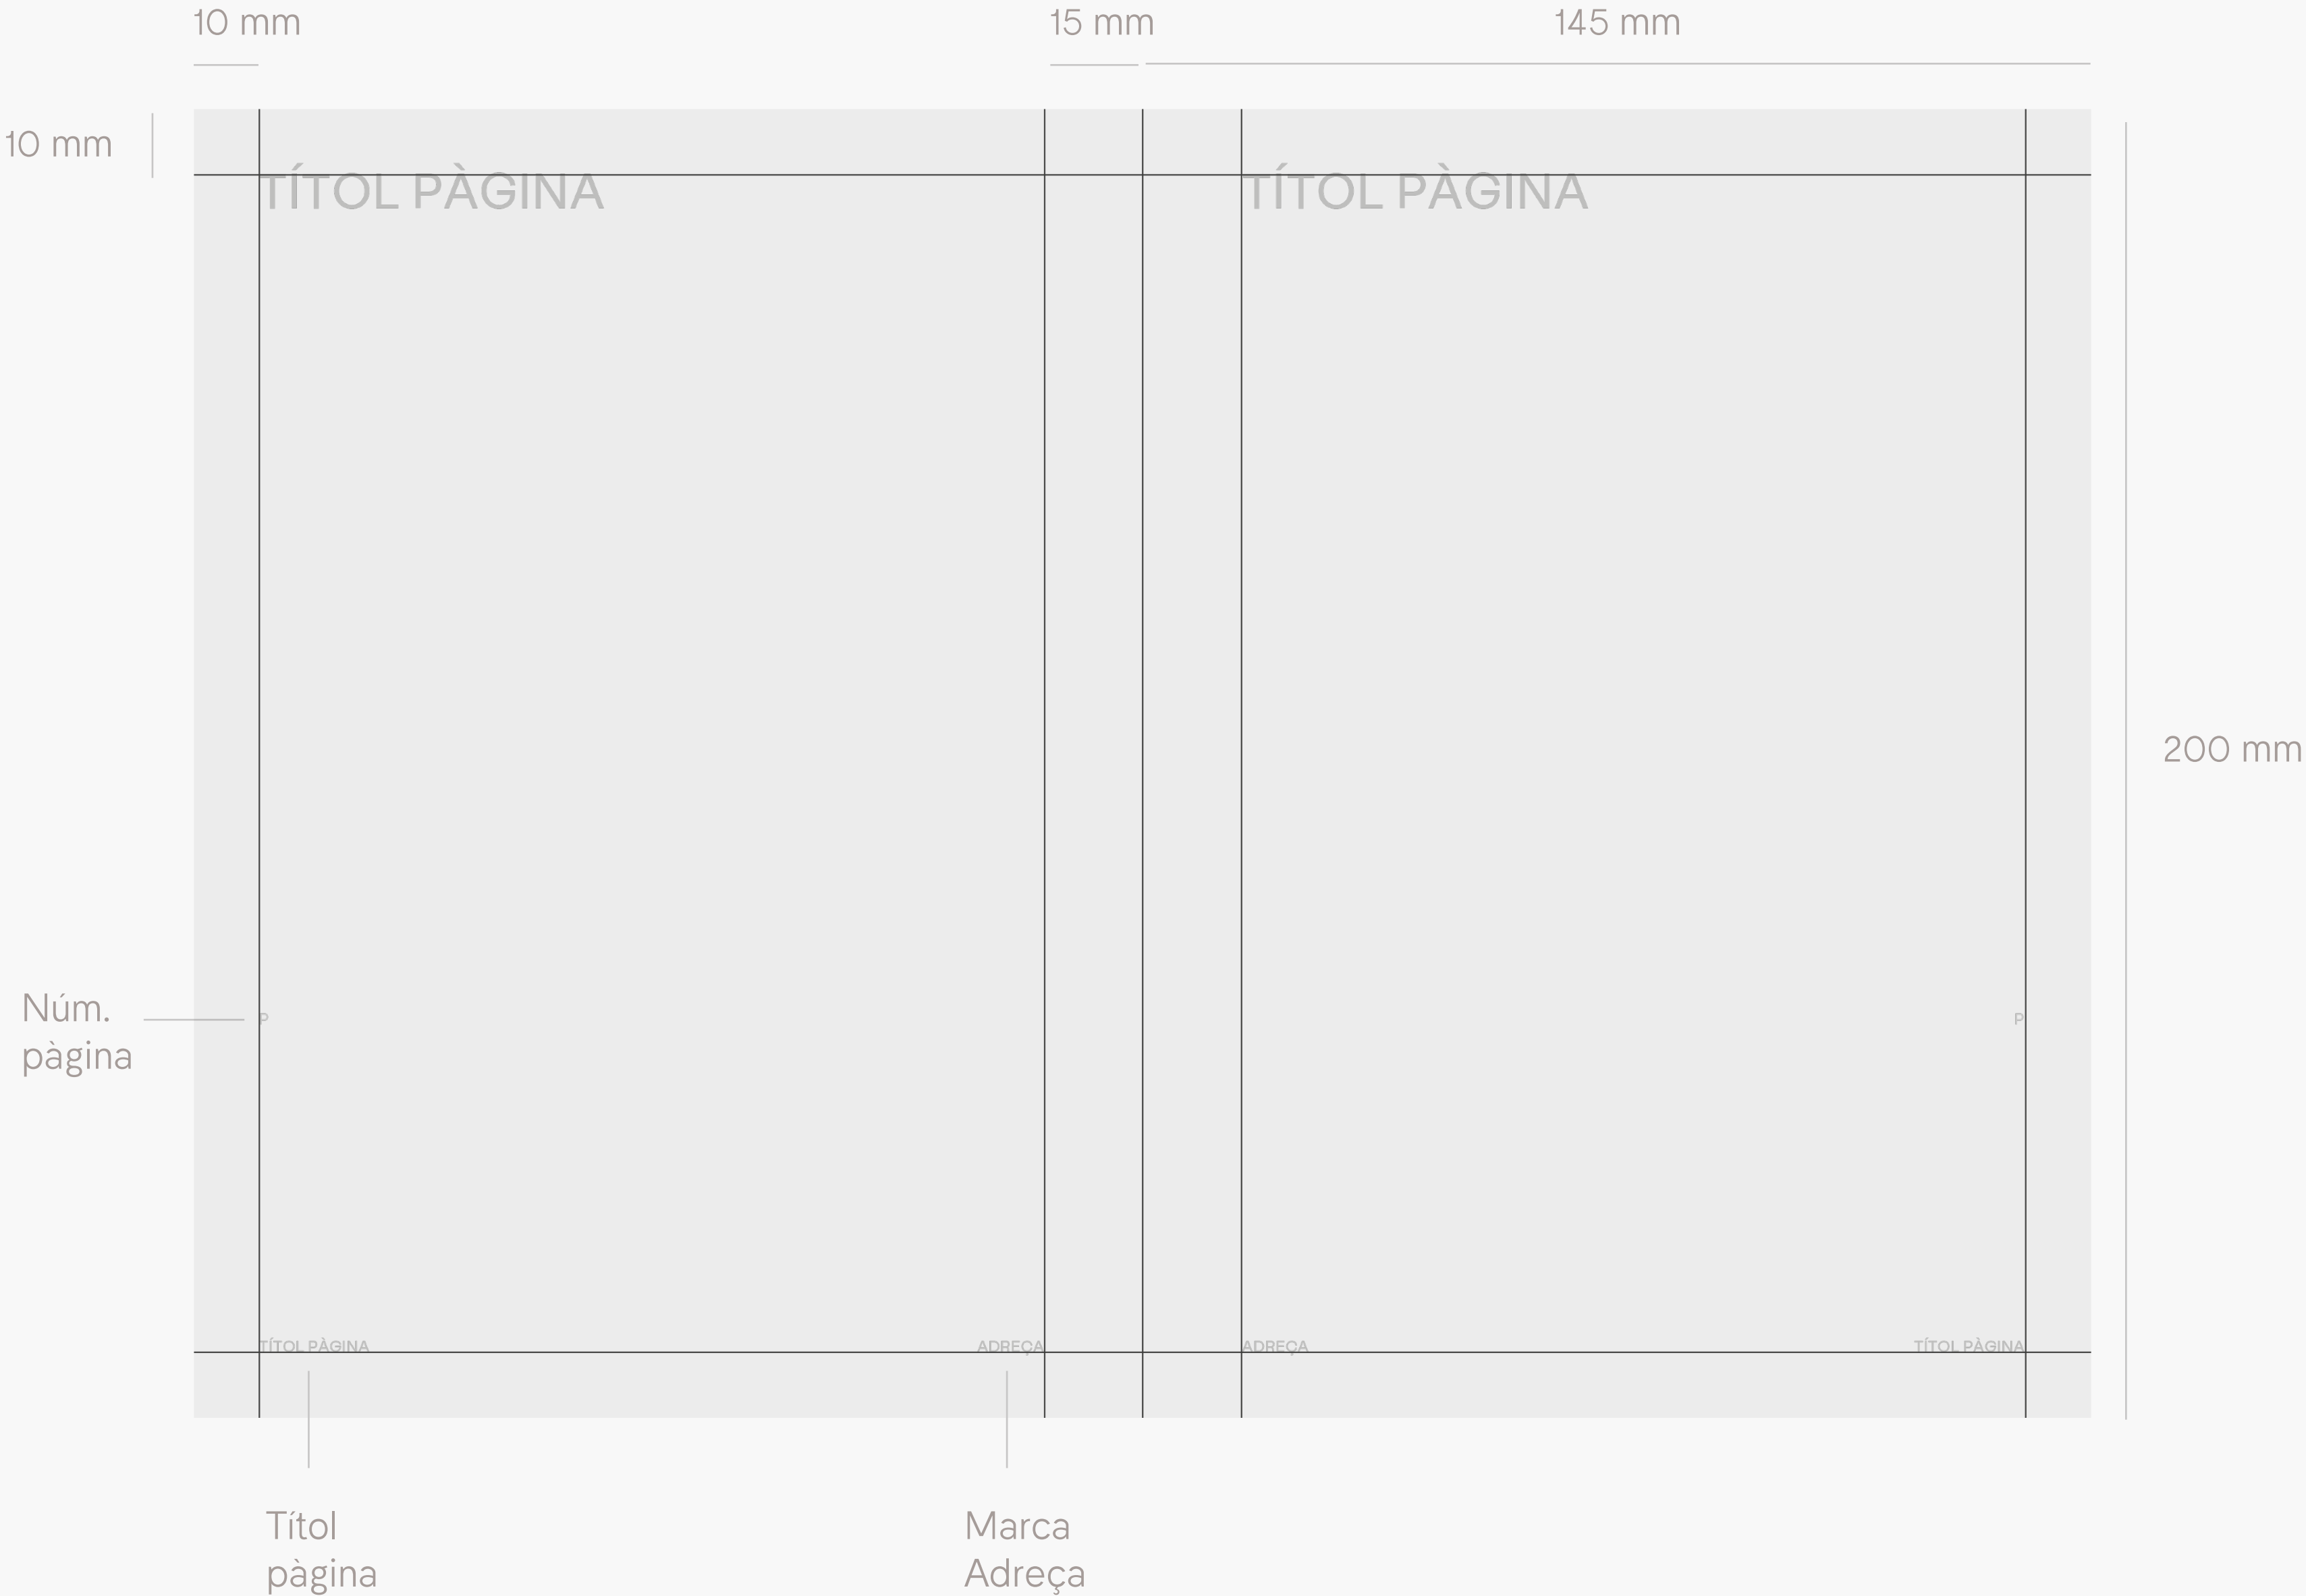 10 mm
15 mm
145 mm
10 mm
TÍTOL PÀGINA
TÍTOL PÀGINA
200 mm
Núm.
pàgina
P
P
TÍTOL PÀGINA
ADREÇA
ADREÇA
TÍTOL PÀGINA
Títol
pàgina
Marca
Adreça